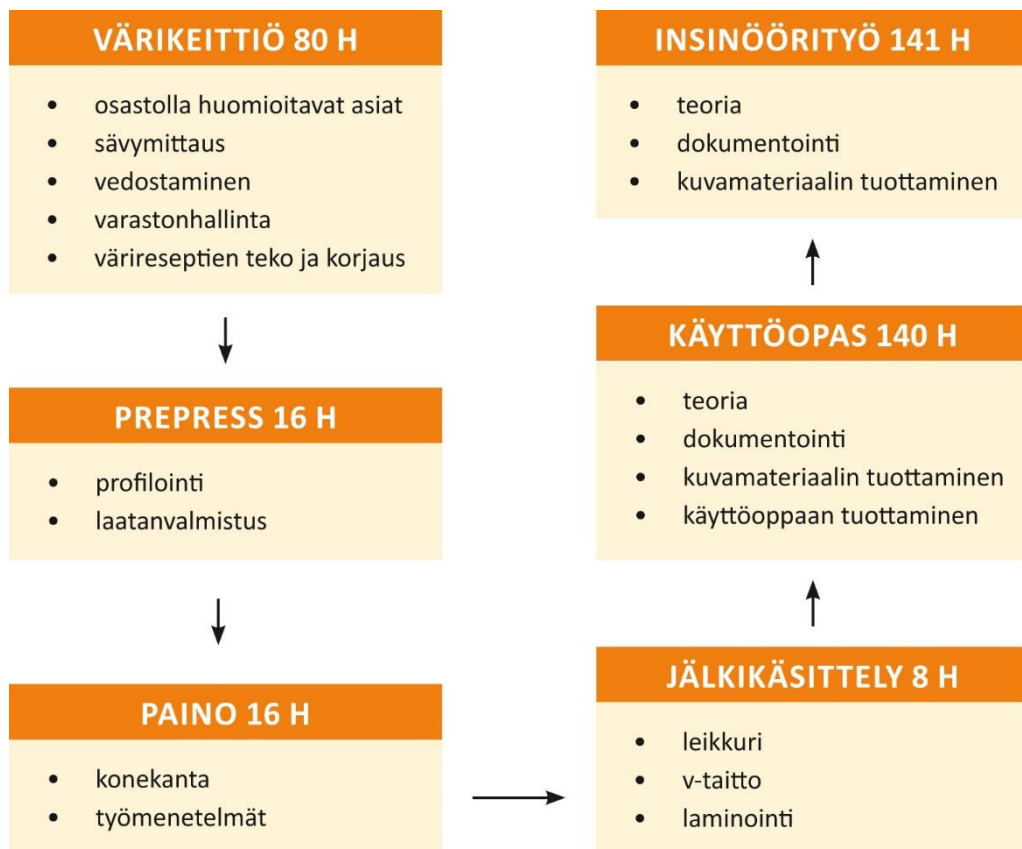 VÄRIKEITTIÖ 80 H
• osastolla huomioitavat asiat
• sävymittaus
• vedostaminen
• varastonhallinta
• värireseptien teko ja korjaus
PREPRESS 16 H
• profilointi
• laatanvalmistus
PAINO 16 H
• konekanta
• työmenetelmät
JÄLKIKÄSITTELY 8 H
• leikkuri
• v-taitto
• laminointi
KÄYTTÖOPAS 140 H
• teoria
• dokumentointi
• kuvamateriaalin tuottaminen
• käyttöoppaan tuottaminen
INSINÖÖRITYÖ 141 H
• teoria
• dokumentointi
• kuvamateriaalin tuottaminen